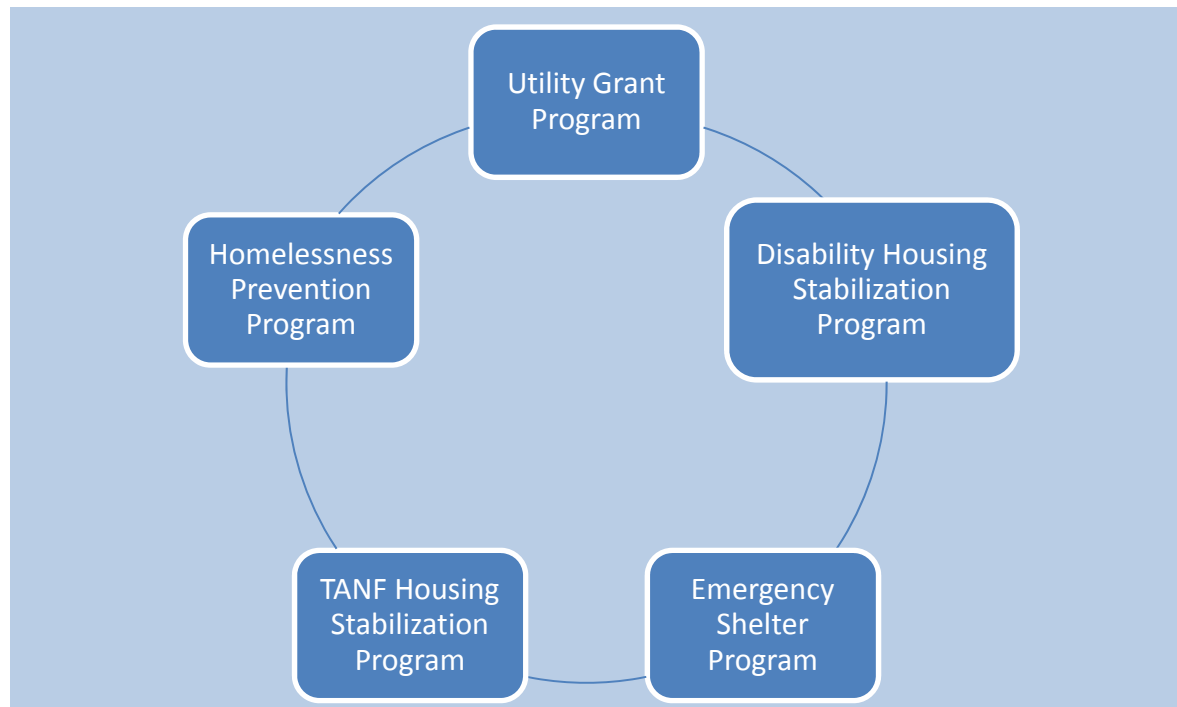 Utility Grant
Program
Disability Housing
Stabilization
Program
Emergency
Shelter
Program
TANF Housing
Stabilization
Program
Homelessness
Prevention
Program